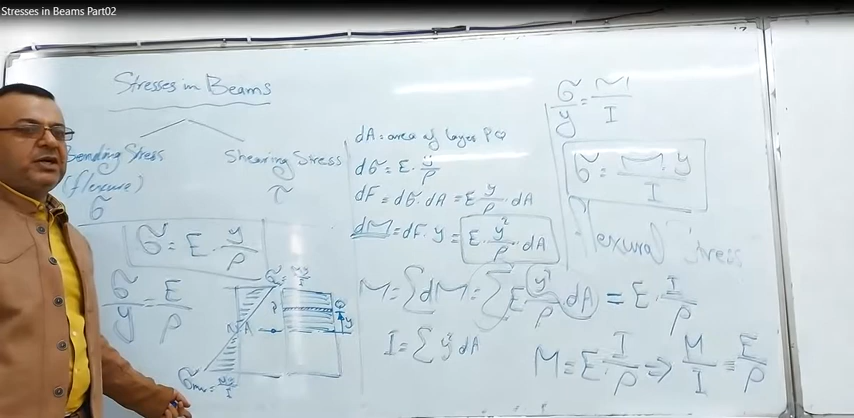 Stresses in Beams Part02
Stresses in Beams
Bending Stress
(flexure)
σ
Shearing Stress
τ
σ = E · y/ρ
σ/y = E/ρ
N.A
dA = area of layer PQ
dσ = E · y/ρ
dF = dσ · dA = E y/ρ · dA
dM = dF · y = E · y²/ρ · dA
M = ∑ dM = ∑ E y²/ρ dA = E · I/ρ
I = ∑ y² dA
M = E · I/ρ ⇒ M/I = E/ρ
σ/y = M/I
σ = M · y/I
Flexural Stress